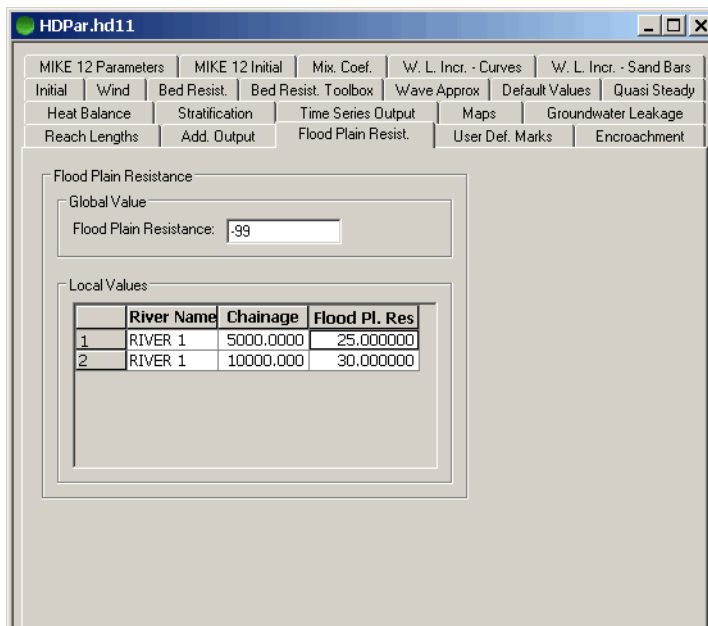 HDPar.hd11
MIKE 12 Parameters MIKE 12 Initial Mix. Coef. W. L. Incr. - Curves W. L. Incr. - Sand Bars
Initial Wind Bed Resist. Bed Resist. Toolbox Wave Approx Default Values Quasi Steady
Heat Balance Stratification Time Series Output Maps Groundwater Leakage
Reach Lengths Add. Output Flood Plain Resist. User Def. Marks Encroachment
Flood Plain Resistance
Global Value
Flood Plain Resistance: -99
Local Values
River Name Chainage Flood Pl. Res
1 RIVER 1 5000.0000 25.000000
2 RIVER 1 10000.000 30.000000